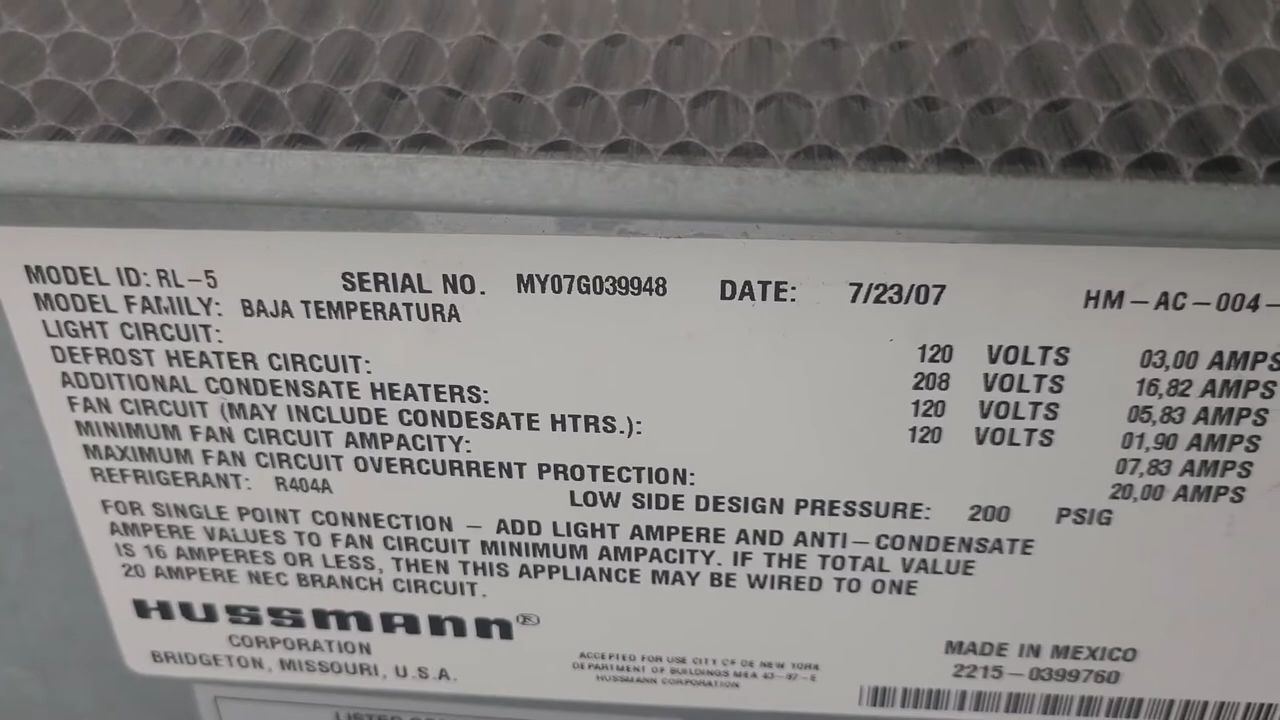 MODEL ID: RL-5 SERIAL NO. MY07G039948 DATE: 7/23/07 HM-AC-004-
MODEL FAMILY: BAJA TEMPERATURA
LIGHT CIRCUIT: 120 VOLTS 03,00 AMPS
DEFROST HEATER CIRCUIT: 208 VOLTS 16,82 AMPS
ADDITIONAL CONDENSATE HEATERS: 120 VOLTS 05,83 AMPS
FAN CIRCUIT (MAY INCLUDE CONDESATE HTRS.): 120 VOLTS 01,90 AMPS
MINIMUM FAN CIRCUIT AMPACITY: 07,83 AMPS
MAXIMUM FAN CIRCUIT OVERCURRENT PROTECTION: 20,00 AMPS
REFRIGERANT: R404A LOW SIDE DESIGN PRESSURE: 200 PSIG
FOR SINGLE POINT CONNECTION - ADD LIGHT AMPERE AND ANTI-CONDENSATE
AMPERE VALUES TO FAN CIRCUIT MINIMUM AMPACITY. IF THE TOTAL VALUE
IS 16 AMPERES OR LESS, THEN THIS APPLIANCE MAY BE WIRED TO ONE
20 AMPERE NEC BRANCH CIRCUIT.
HUSSMANN®
CORPORATION
BRIDGETON, MISSOURI, U.S.A.
ACCEPTED FOR USE CITY OF DE NEW YORK
DEPARTMENT OF BUILDINGS MEA
HUSSMANN CORPORATION
MADE IN MEXICO
2215-0399760
LISTED